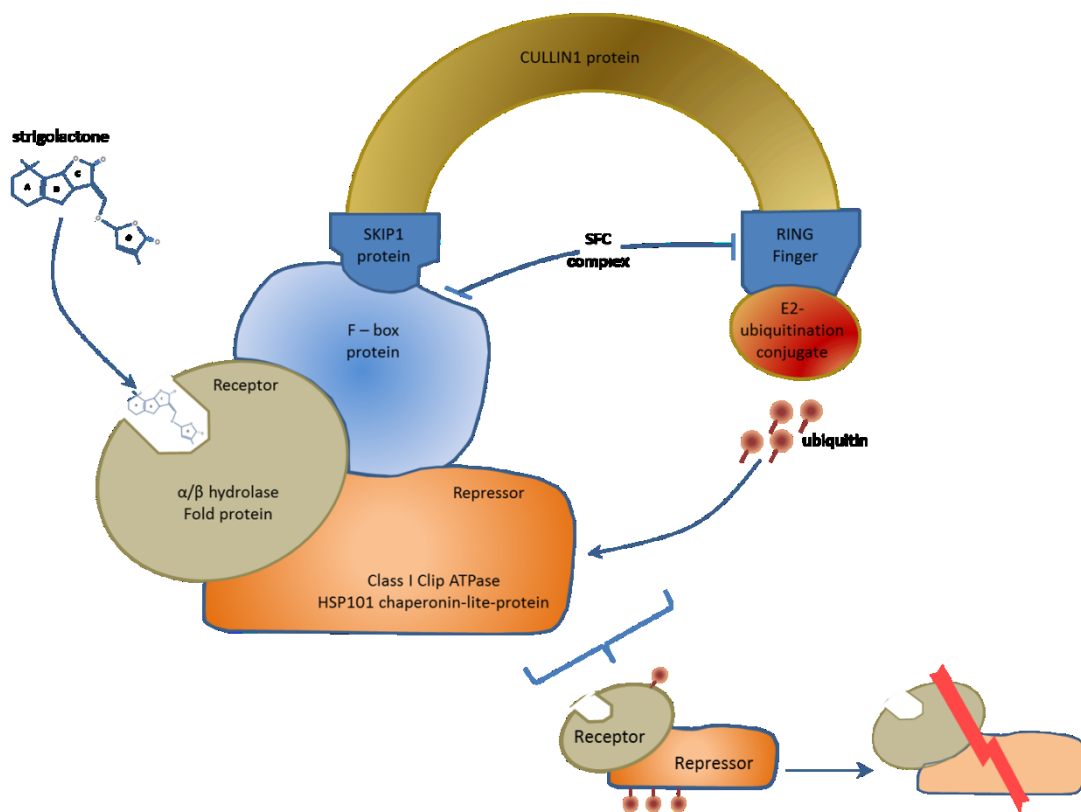 CULLIN1 protein
strigolactone
A
B
C
SKIP1
protein
SFC
complex
RING
Finger
F – box
protein
E2-
ubiquitination
conjugate
Receptor
ubiquitin
α/β hydrolase
Fold protein
Repressor
Class I Clip ATPase
HSP101 chaperonin-lite-protein
Receptor
Repressor